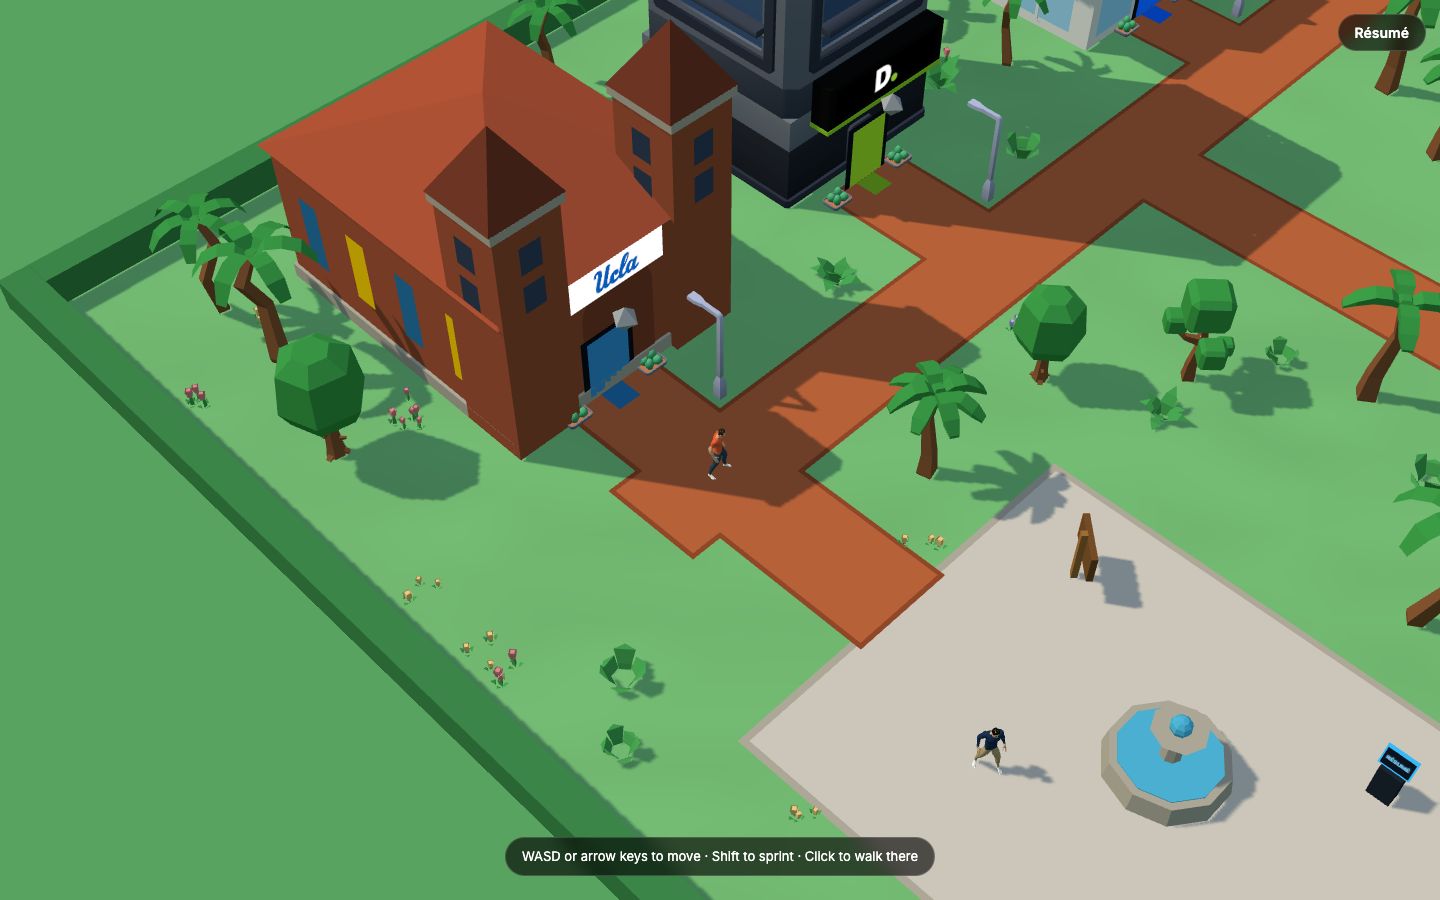 Résumé
D.
Ucla
WASD or arrow keys to move · Shift to sprint · Click to walk there